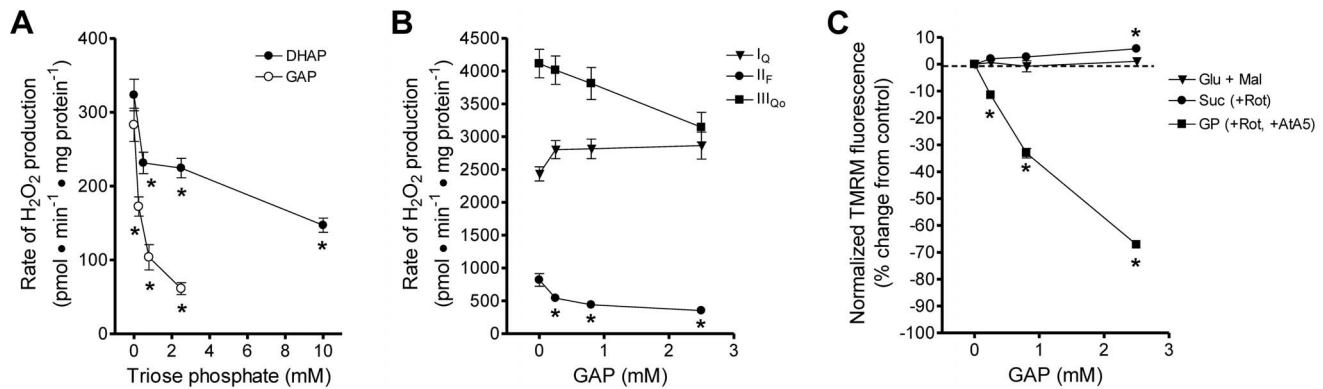 A
Rate of H₂O₂ production
(pmol • min⁻¹ • mg protein⁻¹)
400
300
200
100
0
DHAP
GAP
*
*
*
*
*
*
0 2 4 6 8 10
Triose phosphate (mM)
B
Rate of H₂O₂ production
(pmol • min⁻¹ • mg protein⁻¹)
4500
4000
3500
3000
2500
2000
1500
1000
500
0
I_Q
II_F
III_Qo
*
*
*
0 1 2 3
GAP (mM)
C
Normalized TMRM fluorescence
(% change from control)
10
0
-10
-20
-30
-40
-50
-60
-70
-80
-90
-100
*
*
*
*
Glu + Mal
Suc (+Rot)
GP (+Rot, +AtA5)
0 1 2 3
GAP (mM)